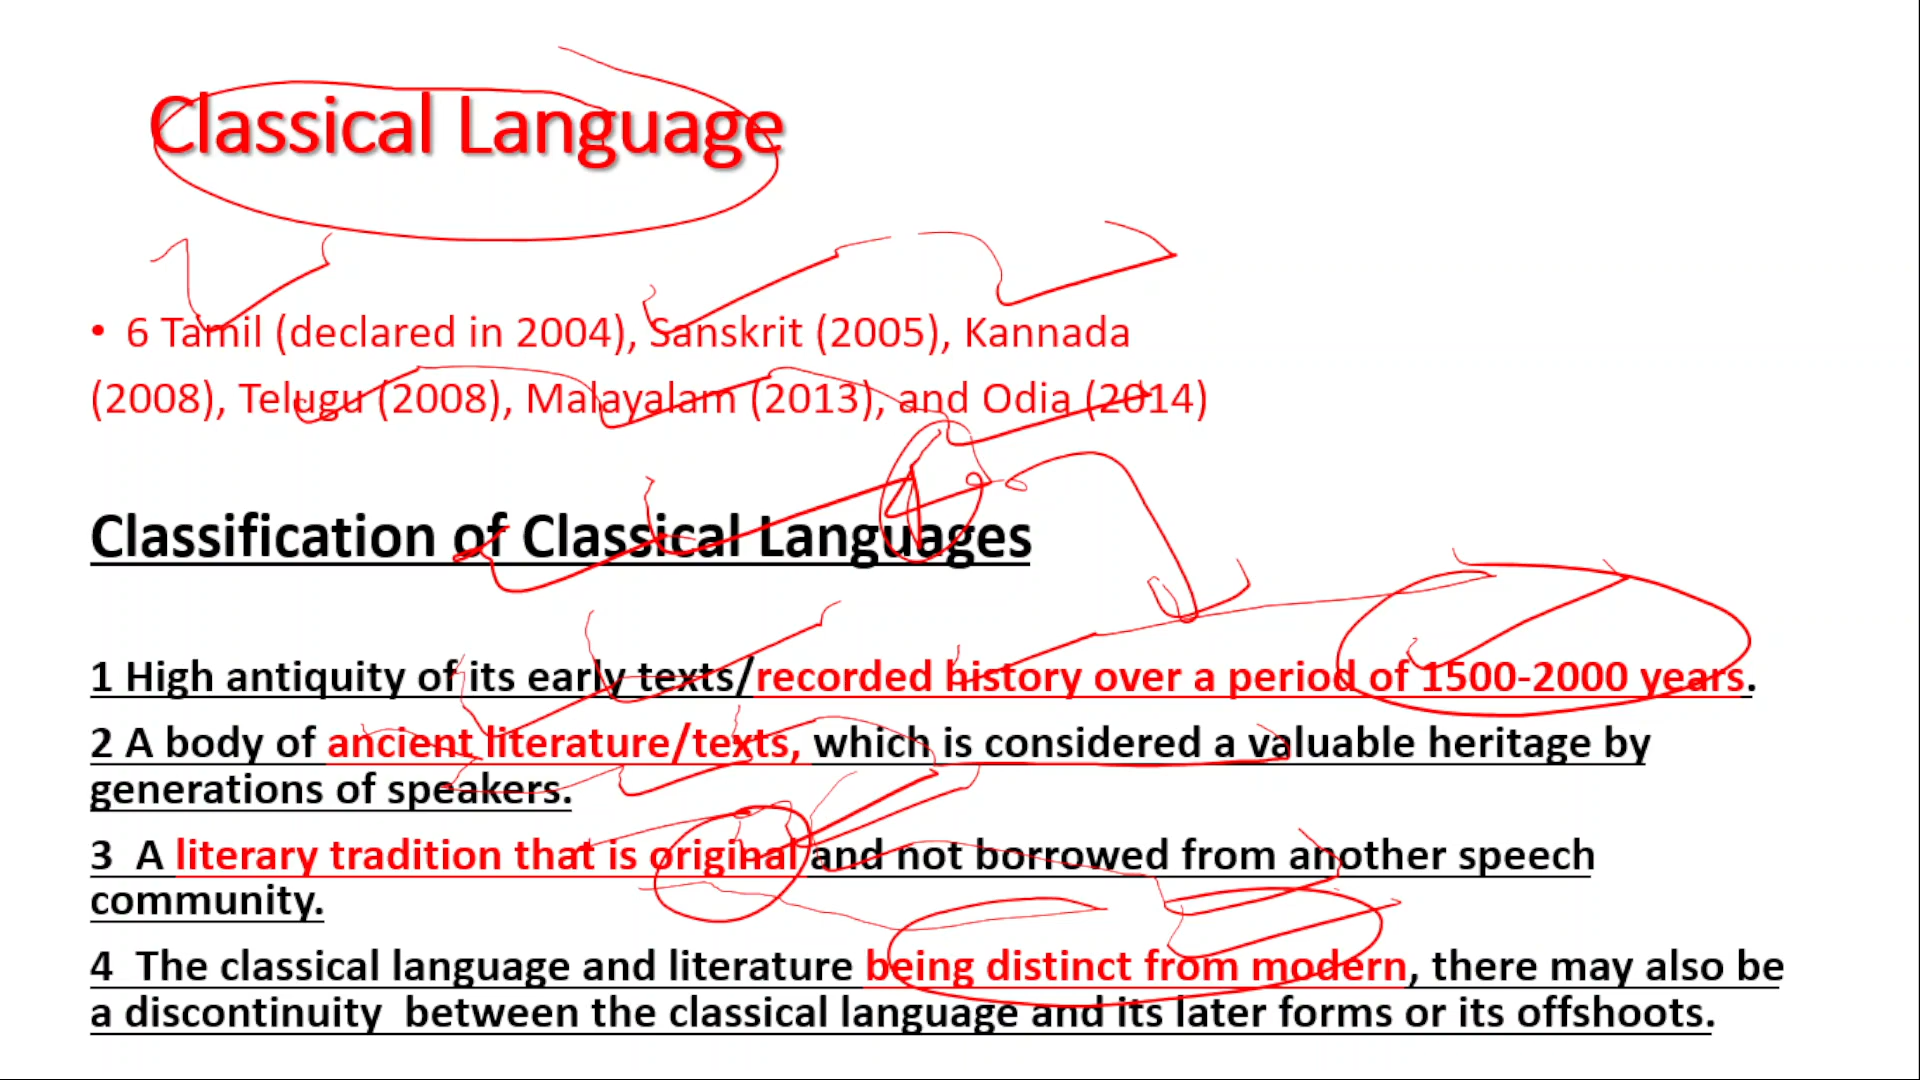 Classical Language
• 6 Tamil (declared in 2004), Sanskrit (2005), Kannada
(2008), Telugu (2008), Malayalam (2013), and Odia (2014)
Classification of Classical Languages
1 High antiquity of its early texts/recorded history over a period of 1500-2000 years.
2 A body of ancient literature/texts, which is considered a valuable heritage by
generations of speakers.
3 A literary tradition that is original and not borrowed from another speech
community.
4 The classical language and literature being distinct from modern, there may also be
a discontinuity between the classical language and its later forms or its offshoots.